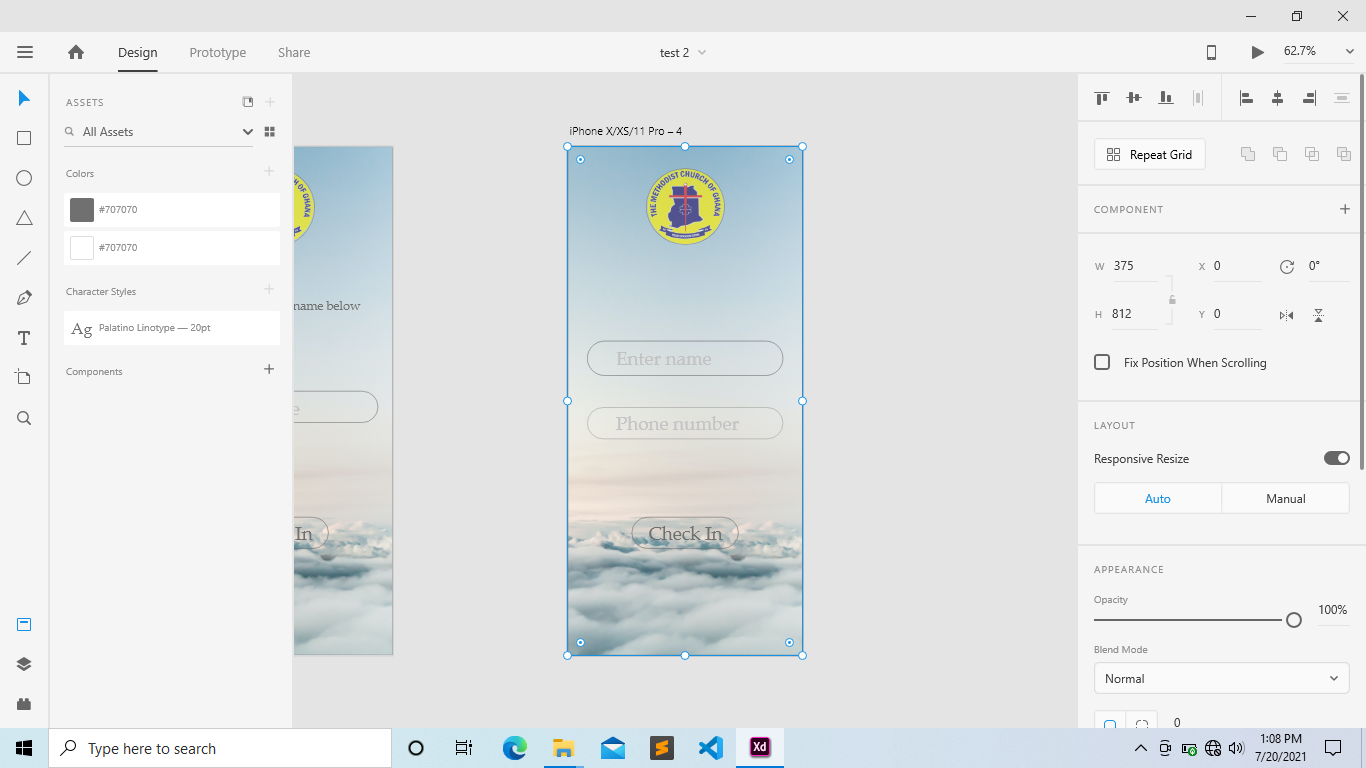 Design
Prototype
Share
test 2
62.7%
ASSETS
All Assets
Colors
#707070
#707070
Character Styles
Ag Palatino Linotype — 20pt
Components
name below
e
In
iPhone X/XS/11 Pro – 4
THE METHODIST CHURCH OF GHANA
Enter name
Phone number
Check In
Repeat Grid
COMPONENT
W 375 X 0 0°
H 812 Y 0
Fix Position When Scrolling
LAYOUT
Responsive Resize
Auto Manual
APPEARANCE
Opacity
100%
Blend Mode
Normal
0
Type here to search
Xd
1:08 PM
7/20/2021